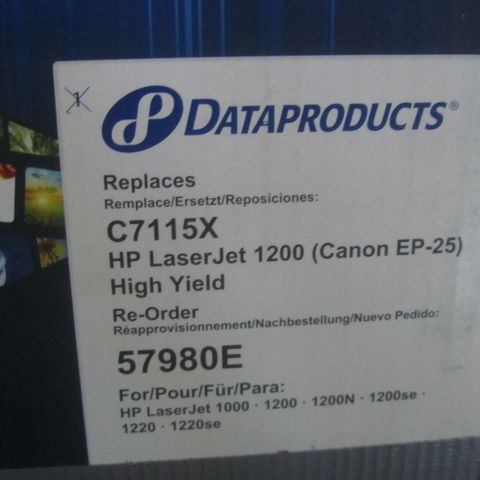 1
DATAPRODUCTS®
Replaces
Remplace/Ersetzt/Reposiciones:
C7115X
HP LaserJet 1200 (Canon EP-25)
High Yield
Re-Order
Réapprovisionnement/Nachbestellung/Nuevo Pedido:
57980E
For/Pour/Für/Para:
HP LaserJet 1000 · 1200 · 1200N · 1200se ·
1220 · 1220se